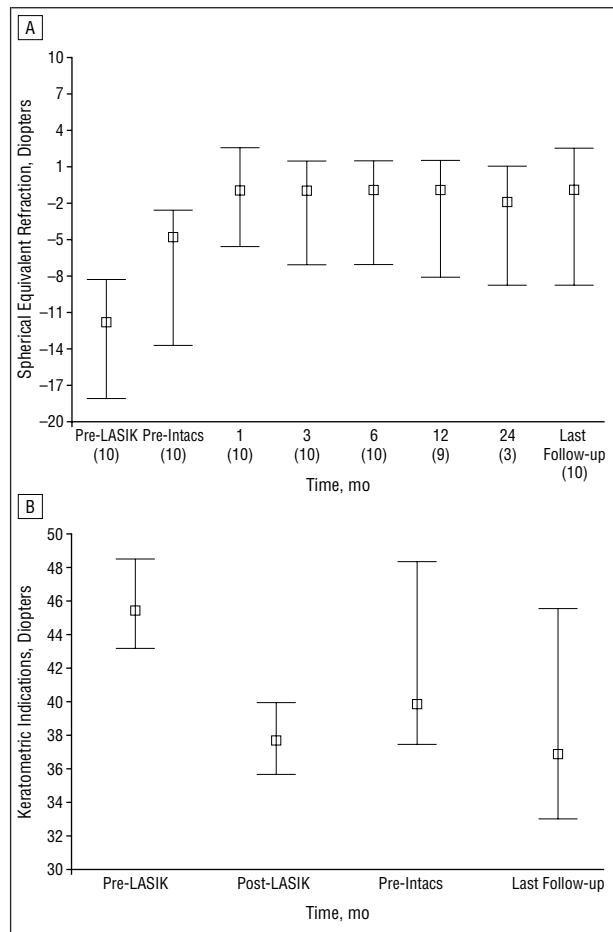 A
Spherical Equivalent Refraction, Diopters
10
7
4
1
–2
–5
–8
–11
–14
–17
–20
Pre-LASIK Pre-Intacs 1 3 6 12 24 Last
(10) (10) (10) (10) (10) (9) (3) Follow-up
(10)
Time, mo
B
Keratometric Indications, Diopters
50
48
46
44
42
40
38
36
34
32
30
Pre-LASIK Post-LASIK Pre-Intacs Last Follow-up
Time, mo